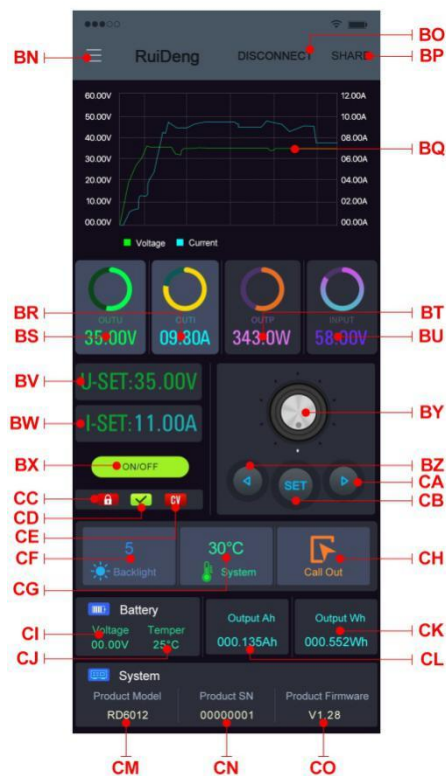 BO
BN RuiDeng DISCONNECT SHARE BP
60.00V 12.00A
50.00V 10.00A
40.00V 08.00A
BQ
30.00V 06.00A
20.00V 04.00A
10.00V 02.00A
00.00V 00.00A
Voltage Current
BR BT
OUTU OUTI OUTP INPUT
BS 35.00V 09.80A 343.0W 58.00V BU
BV U-SET:35.00V
BW I-SET:11.00A BY
BX ON/OFF BZ
CA
SET CB
CC CV
CD
CE
CF 5 30°C CH
Backlight System Call Out
CG
Battery Output Ah Output Wh
CI Voltage Temper CK
00.00V 25°C 000.135Ah 000.552Wh
CJ CL
System
Product Model Product SN Product Firmware
RD6012 00000001 V1.28
CM CN CO